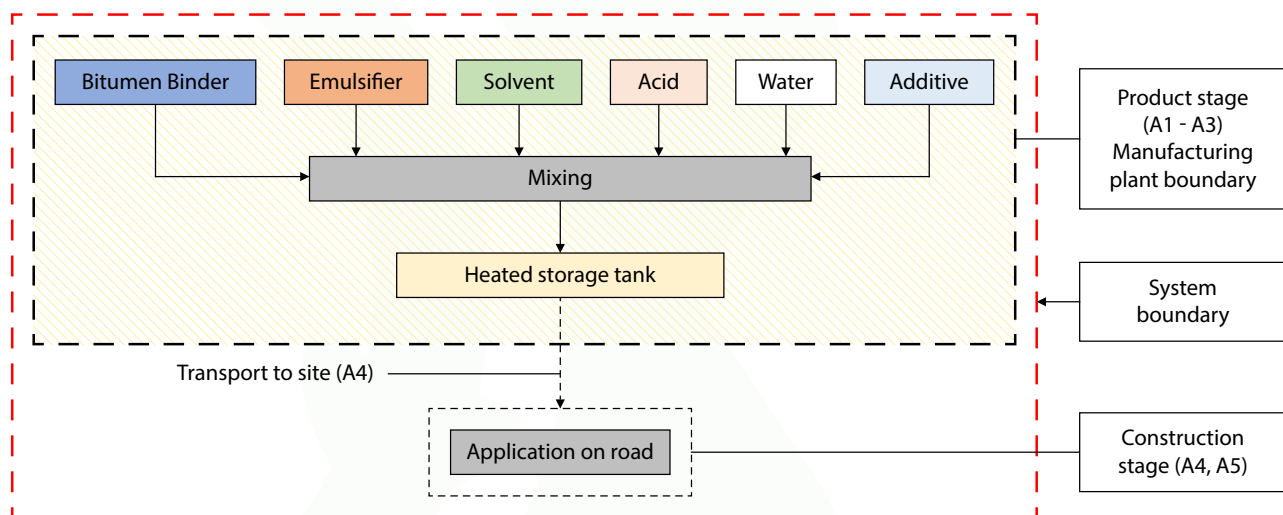 Bitumen Binder
Emulsifier
Solvent
Acid
Water
Additive
Mixing
Heated storage tank
Transport to site (A4)
Application on road
Product stage
(A1 - A3)
Manufacturing
plant boundary
System
boundary
Construction
stage (A4, A5)